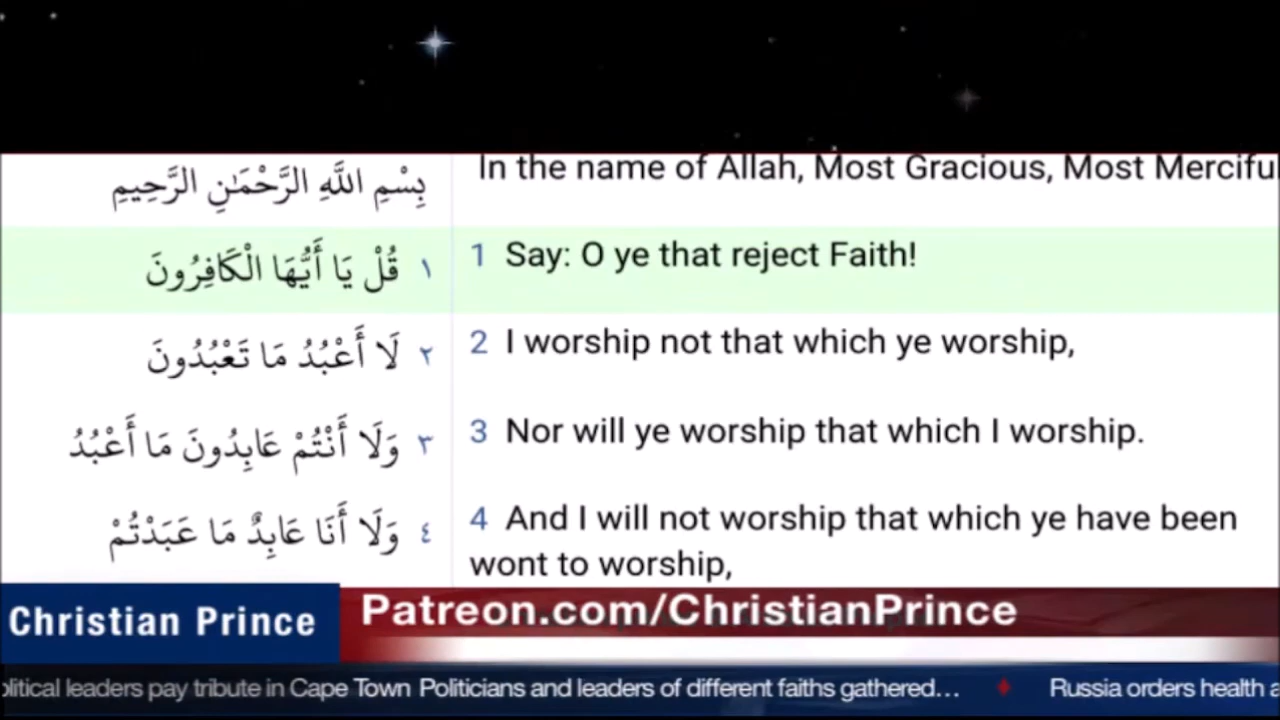 بِسْمِ اللَّهِ الرَّحْمَٰنِ الرَّحِيمِ
In the name of Allah, Most Gracious, Most Merciful
١ قُلْ يَا أَيُّهَا الْكَافِرُونَ
1 Say: O ye that reject Faith!
٢ لَا أَعْبُدُ مَا تَعْبُدُونَ
2 I worship not that which ye worship,
٣ وَلَا أَنْتُمْ عَابِدُونَ مَا أَعْبُدُ
3 Nor will ye worship that which I worship.
٤ وَلَا أَنَا عَابِدٌ مَا عَبَدْتُمْ
4 And I will not worship that which ye have been
wont to worship,
Christian Prince
Patreon.com/ChristianPrince
olitical leaders pay tribute in Cape Town Politicians and leaders of different faiths gathered... ♦ Russia orders health a